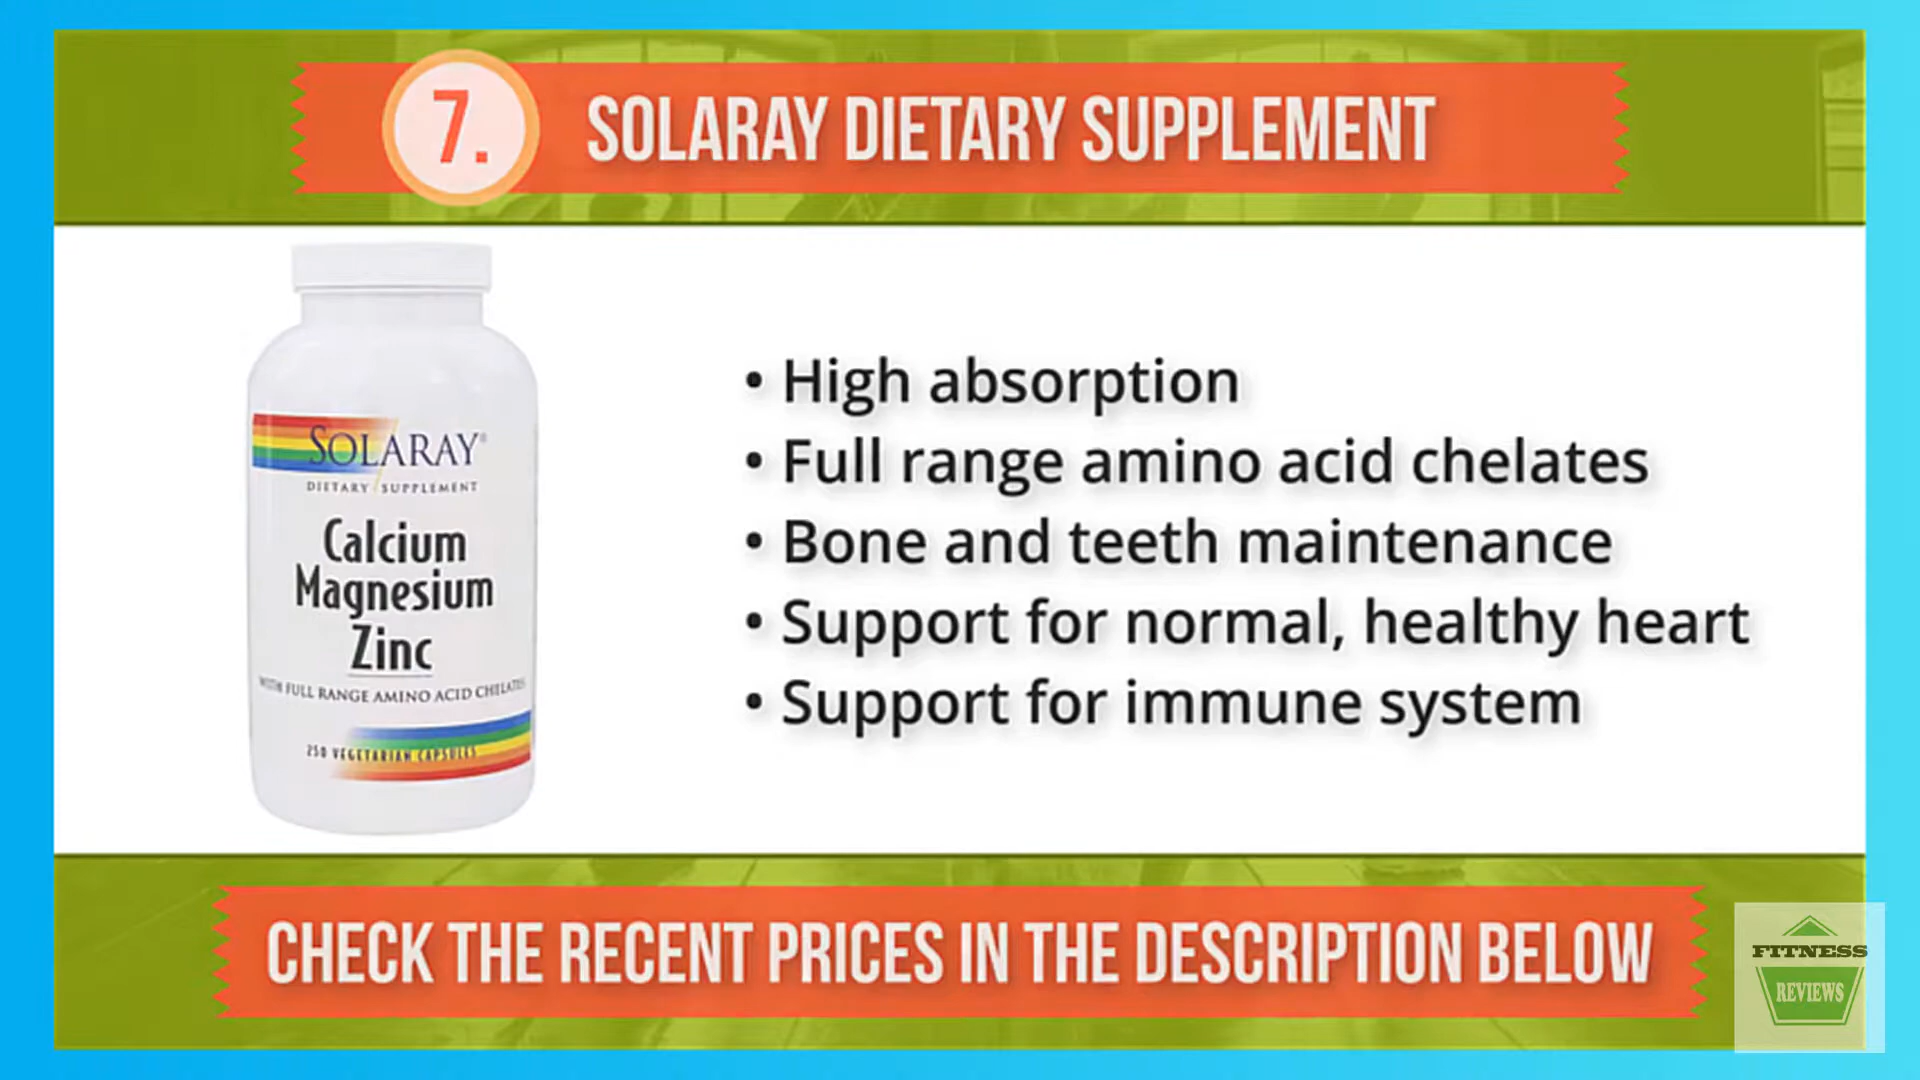 7. SOLARAY DIETARY SUPPLEMENT
SOLARAY®
DIETARY SUPPLEMENT
Calcium
Magnesium
Zinc
WITH FULL RANGE AMINO ACID CHELATES
250 VEGETARIAN CAPSULES
• High absorption
• Full range amino acid chelates
• Bone and teeth maintenance
• Support for normal, healthy heart
• Support for immune system
CHECK THE RECENT PRICES IN THE DESCRIPTION BELOW
FITNESS
REVIEWS